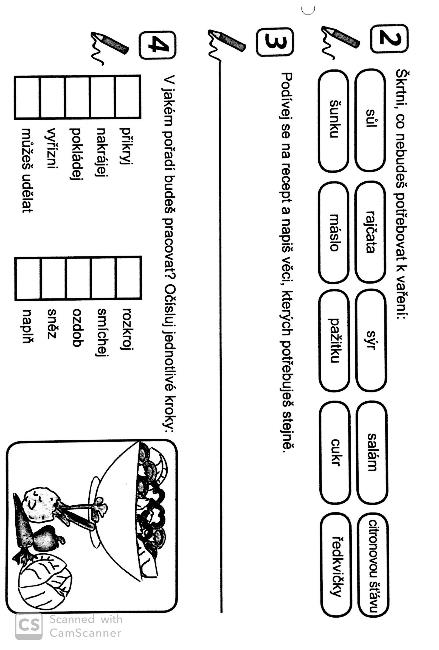 2
Škrtni, co nebudeš potřebovat k vaření:
sůl rajčata sýr salám citronovou šťávu
šunku máslo pažitku cukr ředkvičky
3
Podívej se na recept a napiš věci, kterých potřebuješ stejně.
4
V jakém pořadí budeš pracovat? Očísluj jednotlivé kroky:
přikryj rozkroj
nakrájej smíchej
pokládej ozdob
vyřízni sněz
můžeš udělat naplň
CS Scanned with
CamScanner